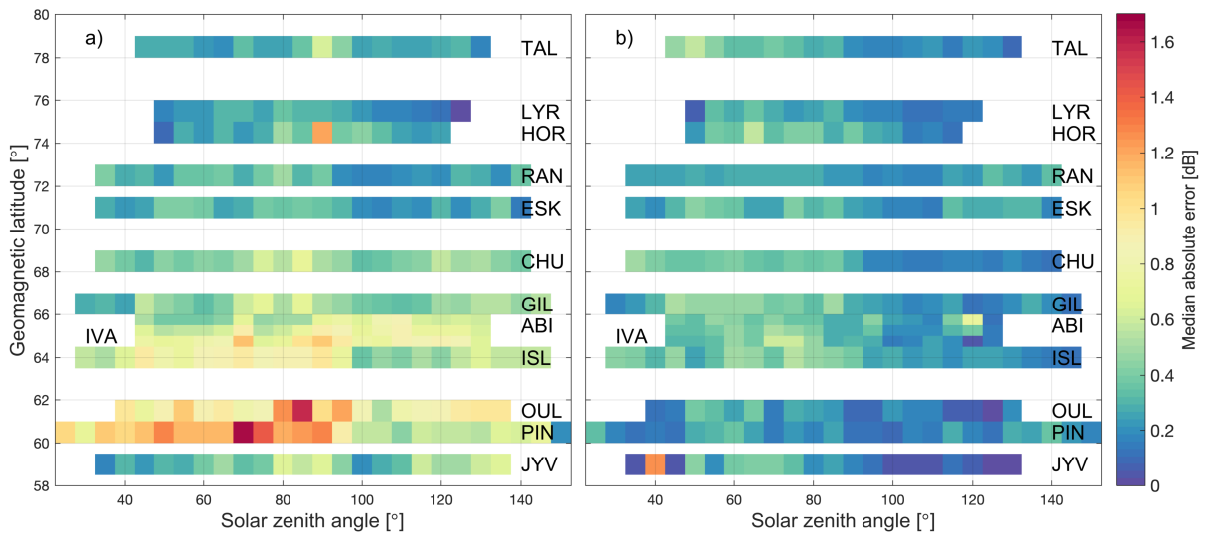 a)
80
78
76
74
72
70
68
66
64
62
60
58
Geomagnetic latitude [°]
TAL
LYR
HOR
RAN
ESK
CHU
GIL
ABI
IVA
ISL
OUL
PIN
JYV
40 60 80 100 120 140
Solar zenith angle [°]
b)
TAL
LYR
HOR
RAN
ESK
CHU
GIL
ABI
IVA
ISL
OUL
PIN
JYV
40 60 80 100 120 140
Solar zenith angle [°]
1.6
1.4
1.2
1
0.8
0.6
0.4
0.2
0
Median absolute error [dB]